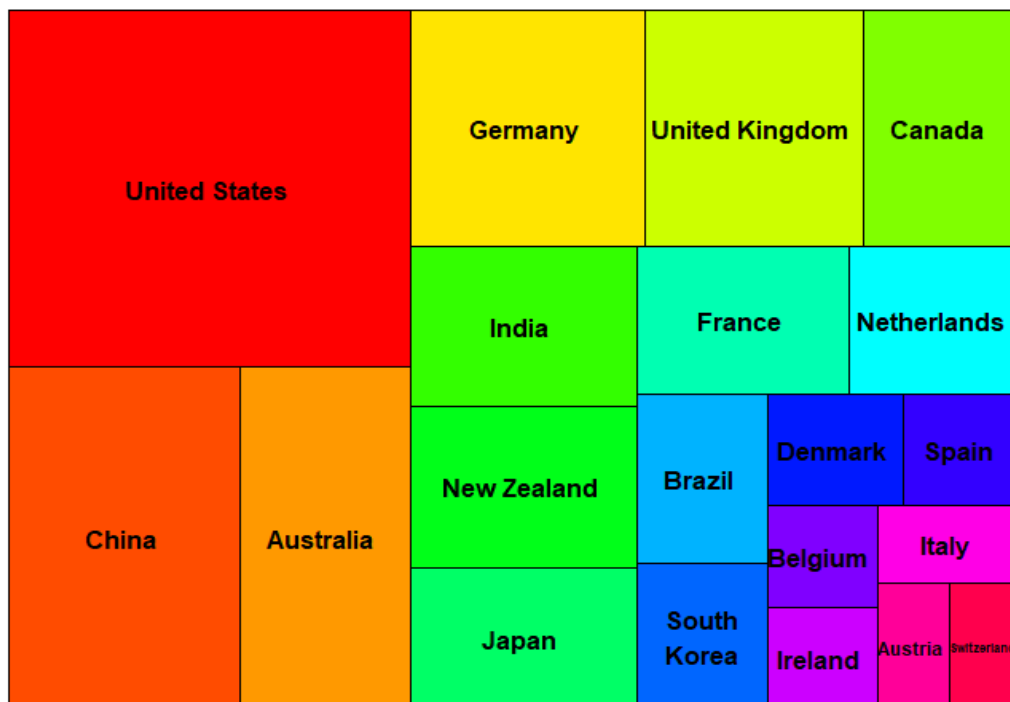 United States
Germany
United Kingdom
Canada
India
France
Netherlands
New Zealand
Brazil
Denmark
Spain
China
Australia
Belgium
Italy
Japan
South
Korea
Ireland
Austria
Switzerland